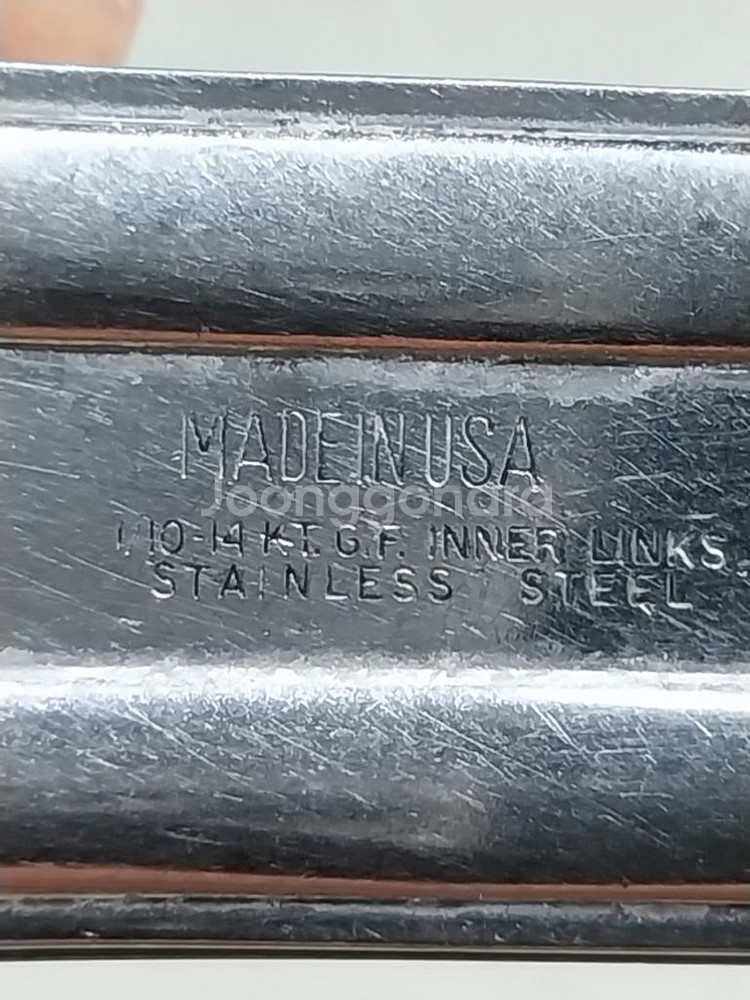 MADE IN USA
Joonggonara
1/10-14 KT. G.F. INNER LINKS.
STAINLESS STEEL